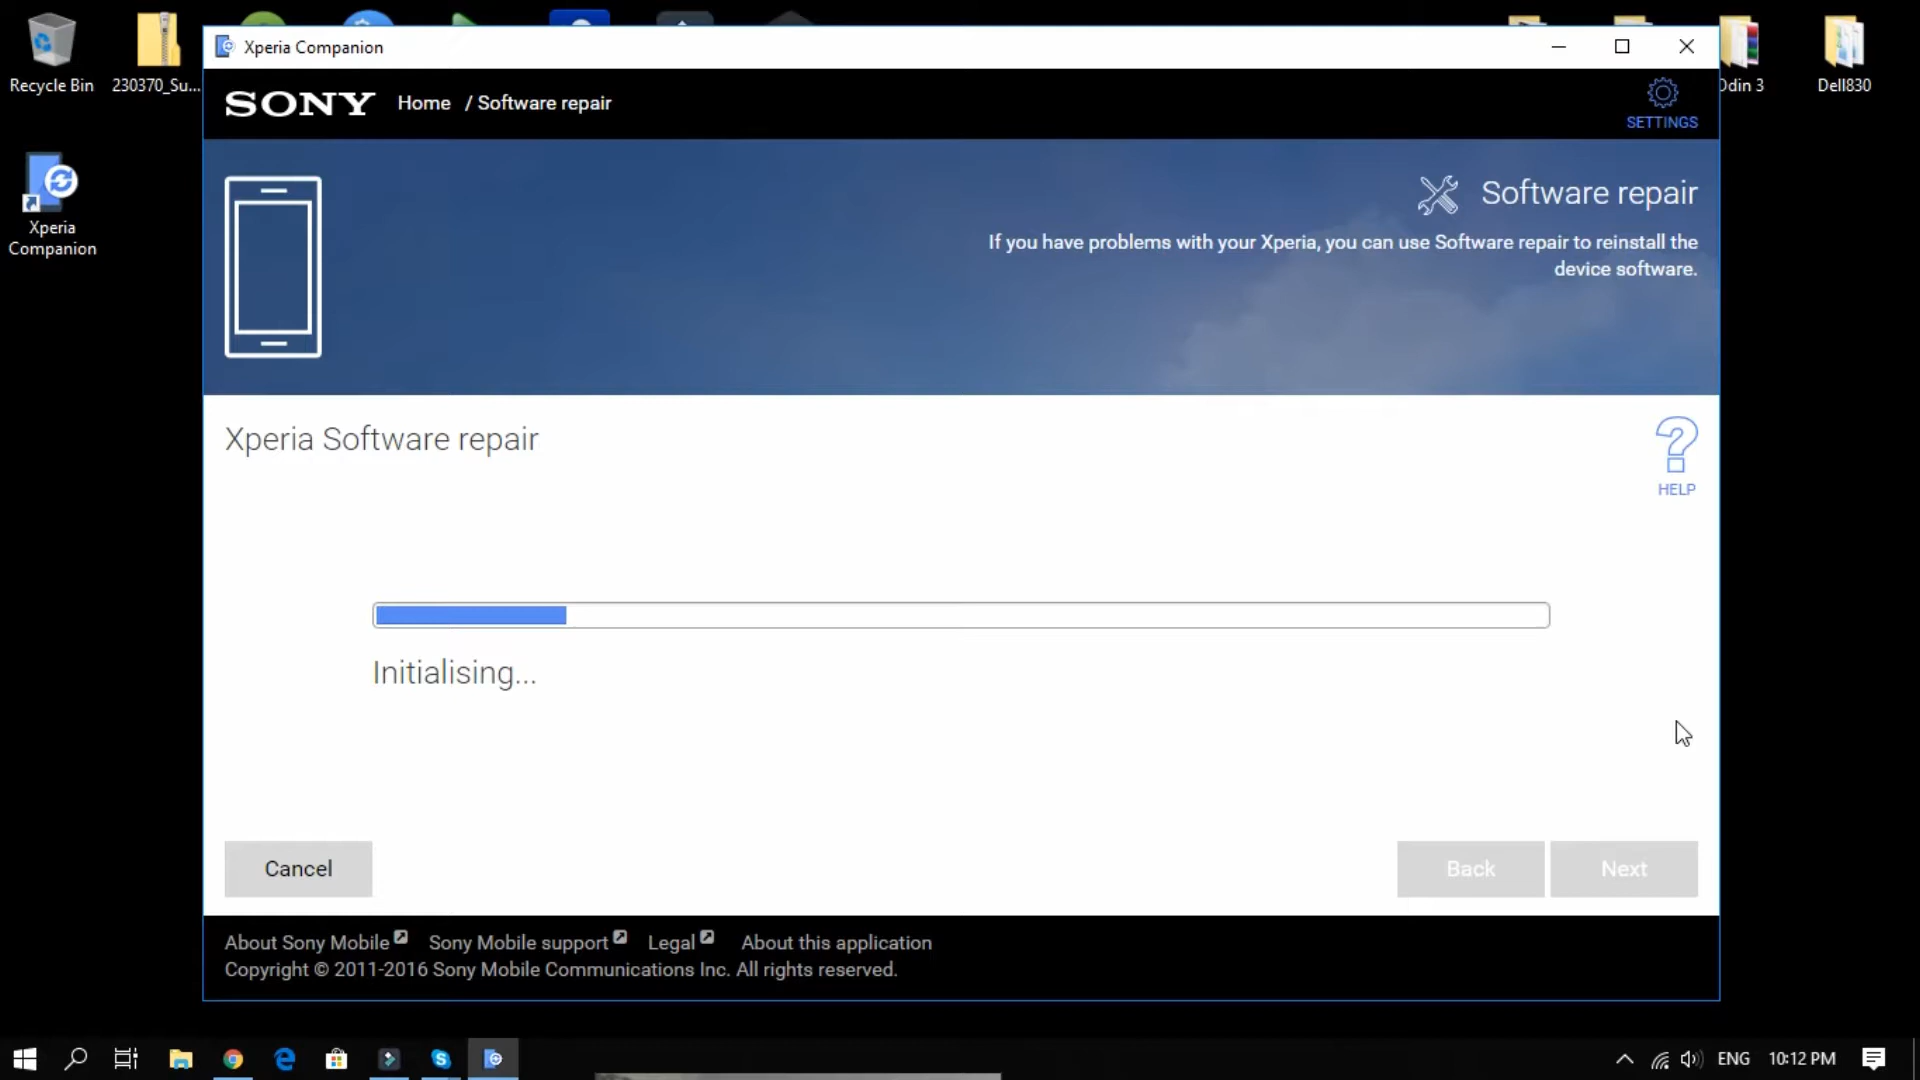 Recycle Bin
230370_Su...
Xperia Companion
SONY
Home / Software repair
SETTINGS
Odin 3
Dell830
Xperia
Companion
Software repair
If you have problems with your Xperia, you can use Software repair to reinstall the
device software.
Xperia Software repair
HELP
Initialising...
Cancel
Back
Next
About Sony Mobile
Sony Mobile support
Legal
About this application
Copyright © 2011-2016 Sony Mobile Communications Inc. All rights reserved.
ENG
10:12 PM